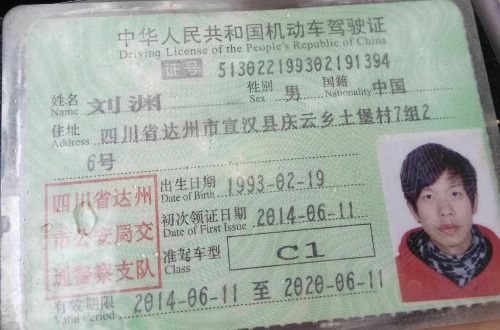 中华人民共和国机动车驾驶证
Driving License of the People's Republic of China
证号 513022199302191394
姓名 刘渊 性别 男 国籍 中国
Name Sex Nationality
住址 四川省达州市宣汉县庆云乡土堡村7组2
Address
6号
出生日期 1993-02-19
Date of Birth
初次领证日期 2014-06-11
Date of First Issue
准驾车型 C1
Class
四川省达州
市公安局交
通警察支队
有效期限 2014-06-11 至 2020-06-11
Valid Period